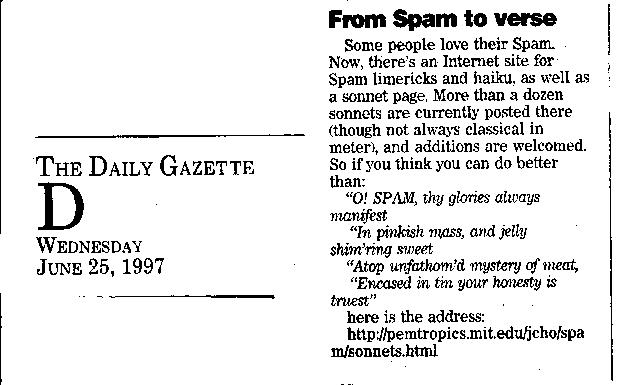 THE DAILY GAZETTE
D
WEDNESDAY
JUNE 25, 1997
From Spam to verse
Some people love their Spam.
Now, there's an Internet site for
Spam limericks and haiku, as well as
a sonnet page. More than a dozen
sonnets are currently posted there
(though not always classical in
meter), and additions are welcomed.
So if you think you can do better
than:
"O! SPAM, thy glories always
manifest
"In pinkish mass, and jelly
shim'ring sweet
"Atop unfathom'd mystery of meat,
"Encased in tin your honesty is
truest"
here is the address:
http://pemtropics.mit.edu/jcho/spa
m/sonnets.html